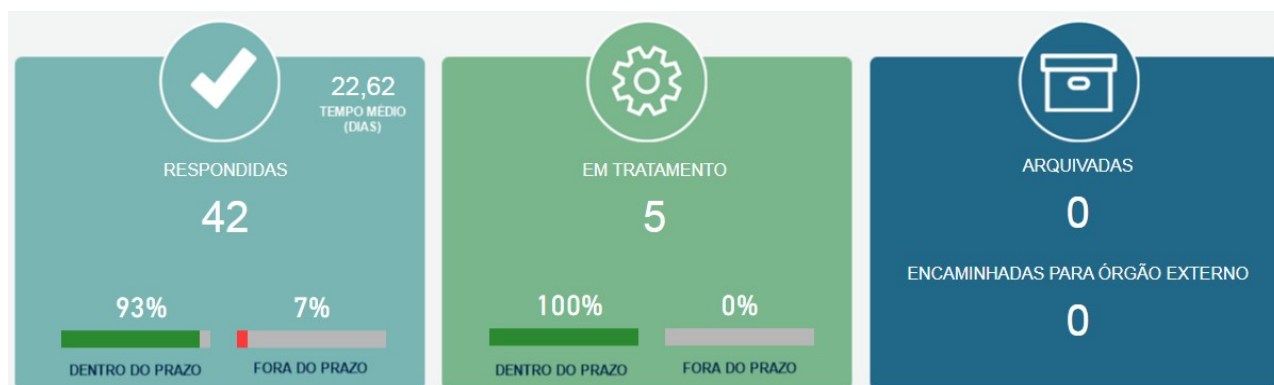 22,62
TEMPO MÉDIO
(DIAS)
RESPONDIDAS
42
93%
7%
DENTRO DO PRAZO
FORA DO PRAZO
EM TRATAMENTO
5
100%
0%
DENTRO DO PRAZO
FORA DO PRAZO
ARQUIVADAS
0
ENCAMINHADAS PARA ÓRGÃO EXTERNO
0